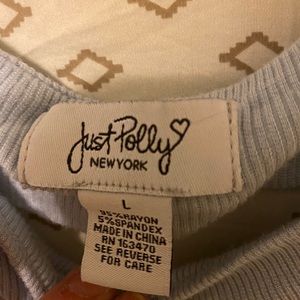 Just Polly
NEW YORK
L
95% RAYON
5% SPANDEX
MADE IN CHINA
RN 163470
SEE REVERSE
FOR CARE